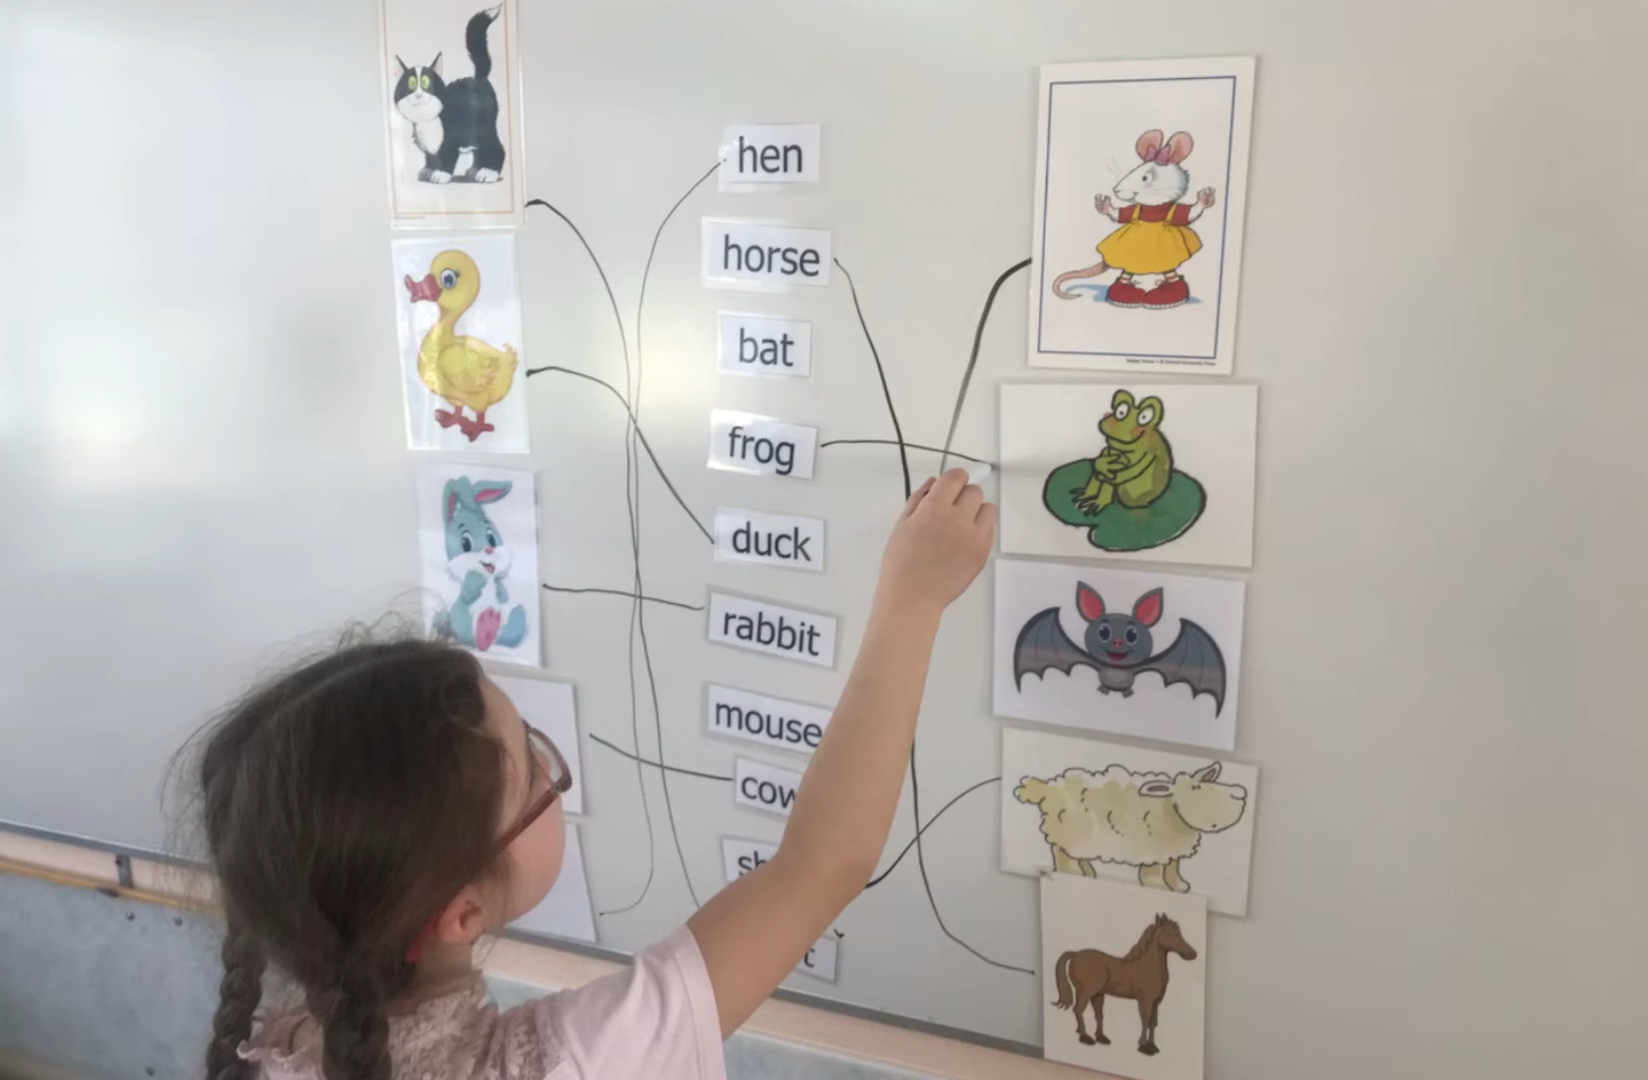 hen
horse
bat
frog
duck
rabbit
mouse